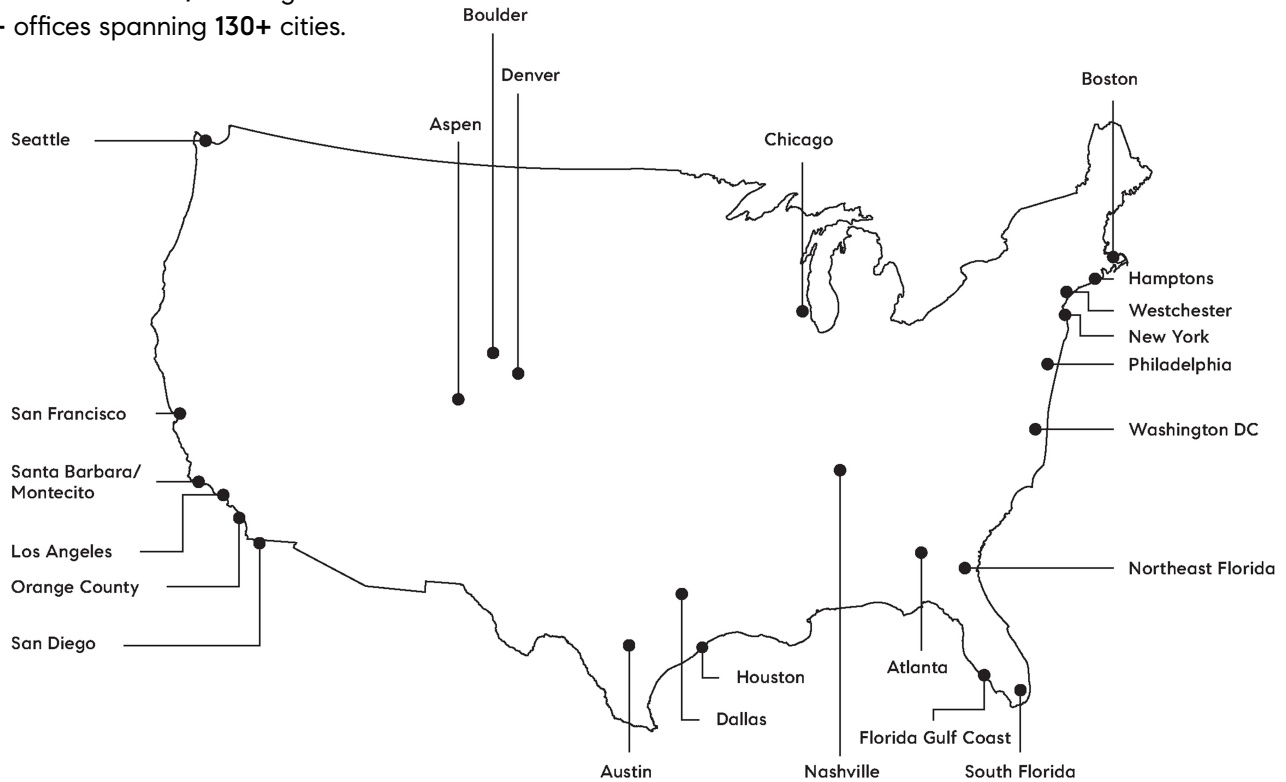 offices spanning 130+ cities.
Boulder
Denver
Aspen
Chicago
Boston
Seattle
Hamptons
Westchester
New York
Philadelphia
Washington DC
San Francisco
Santa Barbara/
Montecito
Los Angeles
Orange County
San Diego
Northeast Florida
Atlanta
Houston
Dallas
Florida Gulf Coast
Austin
Nashville
South Florida